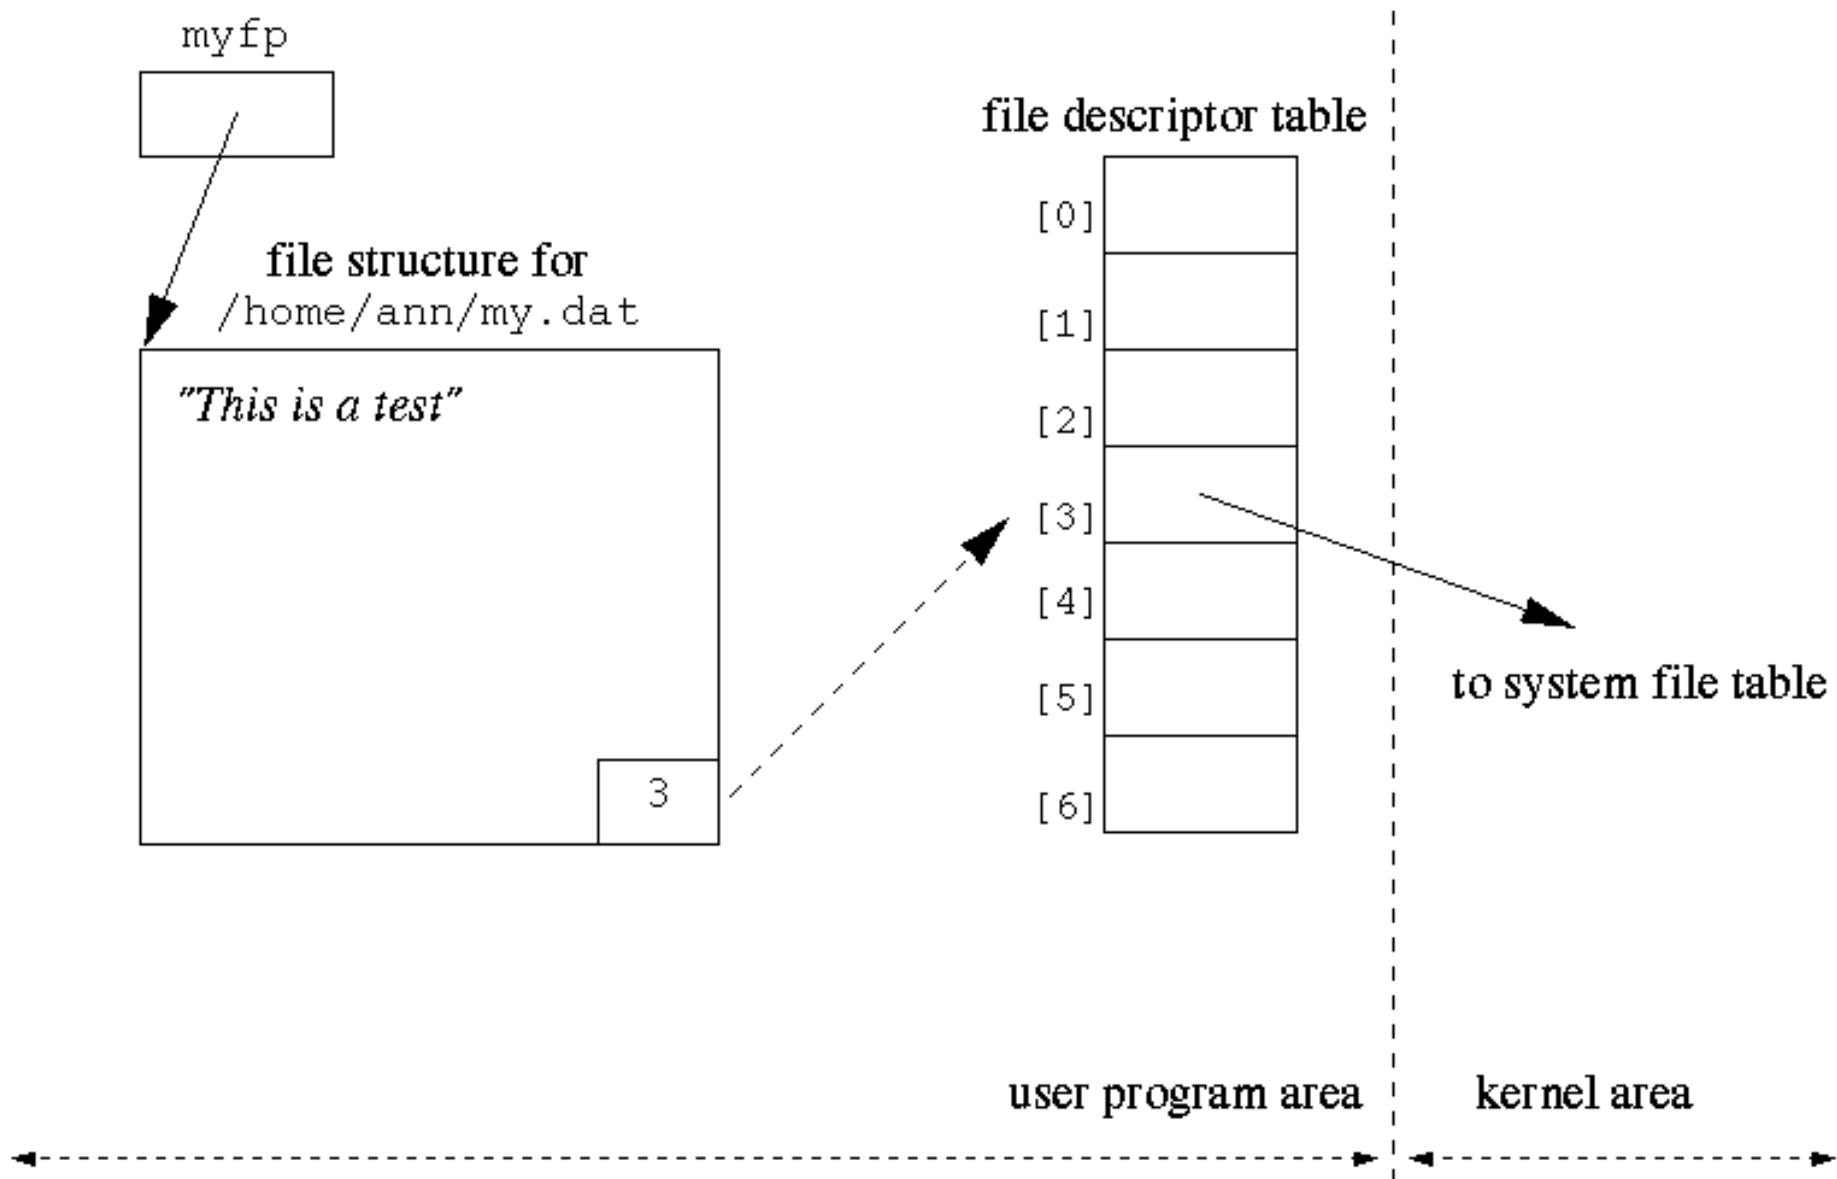 myfp
file descriptor table
[0]
file structure for
/home/ann/my.dat
[1]
"This is a test"
[2]
[3]
[4]
[5]
to system file table
3
[6]
user program area
kernel area